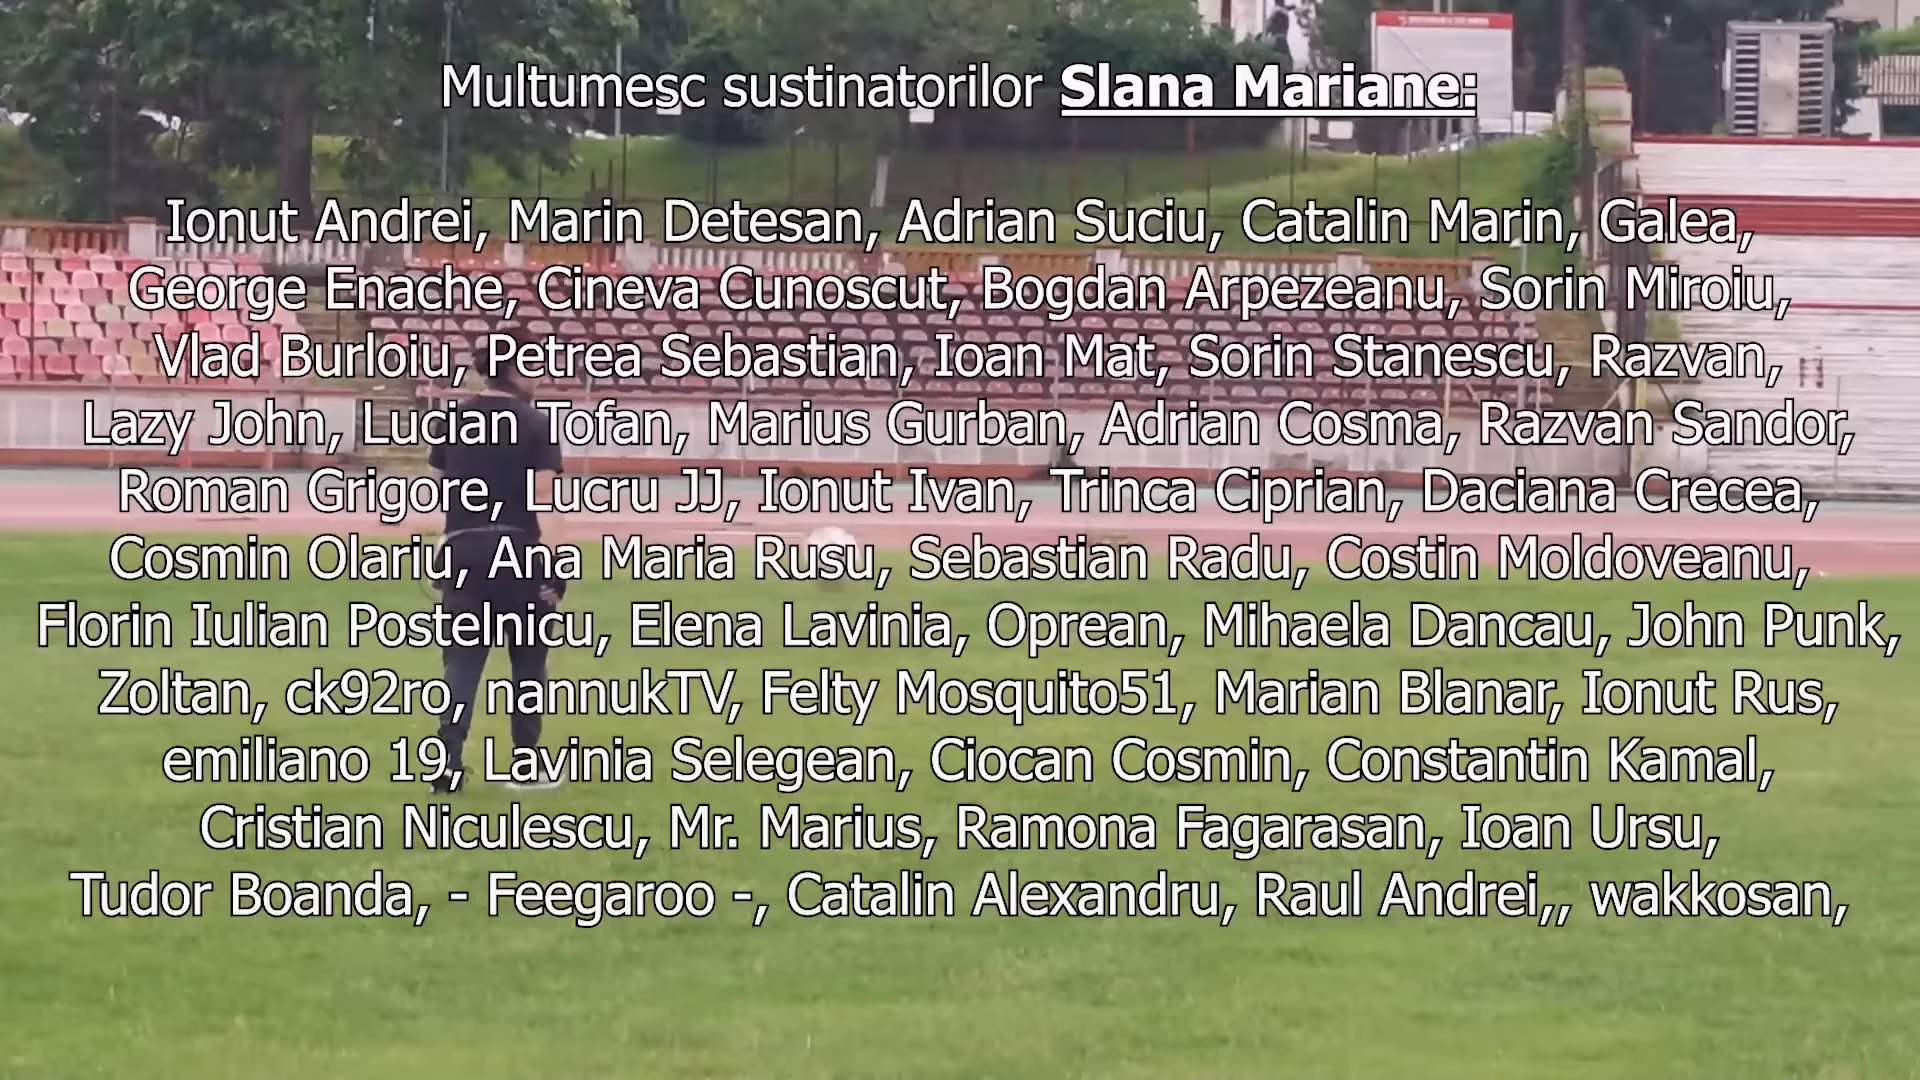 Multumesc sustinatorilor Slana Mariane:
Ionut Andrei, Marin Detesan, Adrian Suciu, Catalin Marin, Galea,
George Enache, Cineva Cunoscut, Bogdan Arpezeanu, Sorin Miroiu,
Vlad Burloiu, Petrea Sebastian, Ioan Mat, Sorin Stanescu, Razvan,
Lazy John, Lucian Tofan, Marius Gurban, Adrian Cosma, Razvan Sandor,
Roman Grigore, Lucru JJ, Ionut Ivan, Trinca Ciprian, Daciana Crecea,
Cosmin Olariu, Ana Maria Rusu, Sebastian Radu, Costin Moldoveanu,
Florin Iulian Postelnicu, Elena Lavinia, Oprean, Mihaela Dancau, John Punk,
Zoltan, ck92ro, nannukTV, Felty Mosquito51, Marian Blanar, Ionut Rus,
emiliano 19, Lavinia Selegean, Ciocan Cosmin, Constantin Kamal,
Cristian Niculescu, Mr. Marius, Ramona Fagarasan, Ioan Ursu,
Tudor Boanda, - Feegaroo -, Catalin Alexandru, Raul Andrei,, wakkosan,